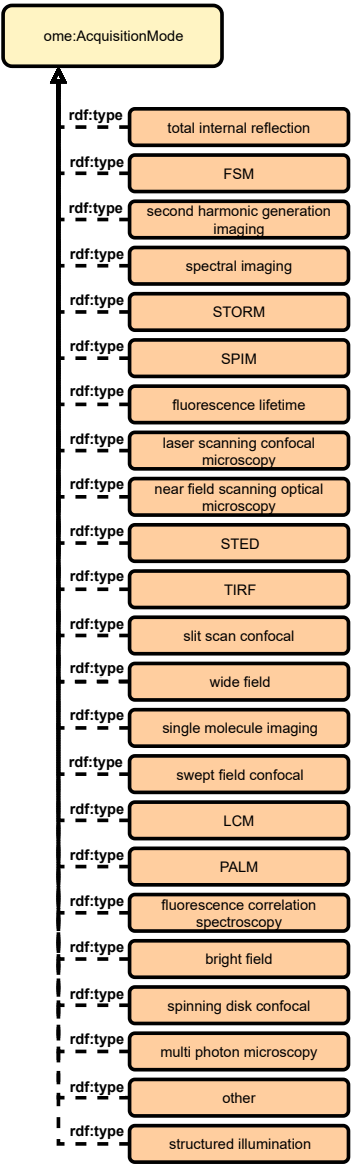 ome:AcquisitionMode
rdf:type
total internal reflection
rdf:type
FSM
rdf:type
second harmonic generation
imaging
rdf:type
spectral imaging
rdf:type
STORM
rdf:type
SPIM
rdf:type
fluorescence lifetime
rdf:type
laser scanning confocal
microscopy
rdf:type
near field scanning optical
microscopy
rdf:type
STED
rdf:type
TIRF
rdf:type
slit scan confocal
rdf:type
wide field
rdf:type
single molecule imaging
rdf:type
swept field confocal
rdf:type
LCM
rdf:type
PALM
rdf:type
fluorescence correlation
spectroscopy
rdf:type
bright field
rdf:type
spinning disk confocal
rdf:type
multi photon microscopy
rdf:type
other
rdf:type
structured illumination